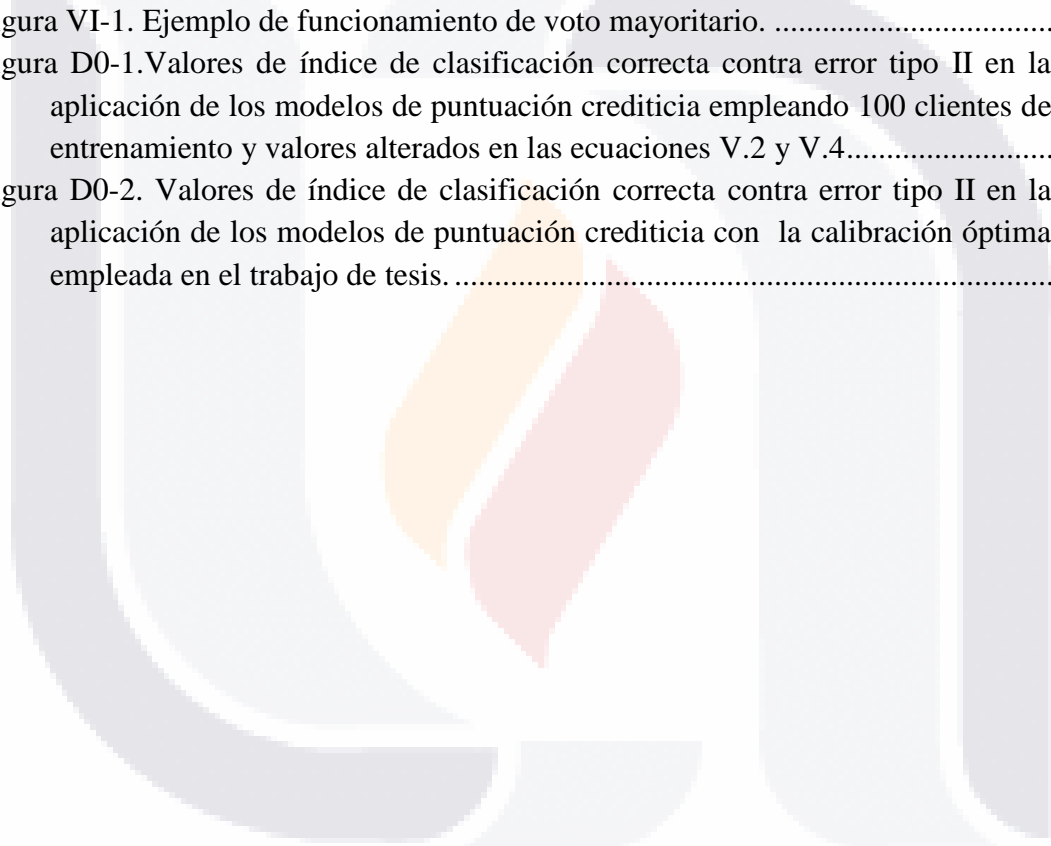 gura VI-1. Ejemplo de funcionamiento de voto mayoritario. ..................................
gura D0-1.Valores de índice de clasificación correcta contra error tipo II en la
aplicación de los modelos de puntuación crediticia empleando 100 clientes de
entrenamiento y valores alterados en las ecuaciones V.2 y V.4..........................
gura D0-2. Valores de índice de clasificación correcta contra error tipo II en la
aplicación de los modelos de puntuación crediticia con la calibración óptima
empleada en el trabajo de tesis. ..........................................................................